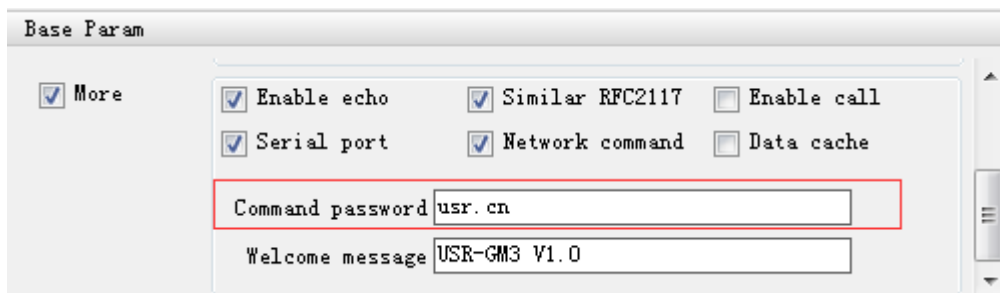 Base Param
More
Enable echo Similar RFC2117 Enable call
Serial port Network command Data cache
Command password usr.cn
Welcome message USR-GM3 V1.0